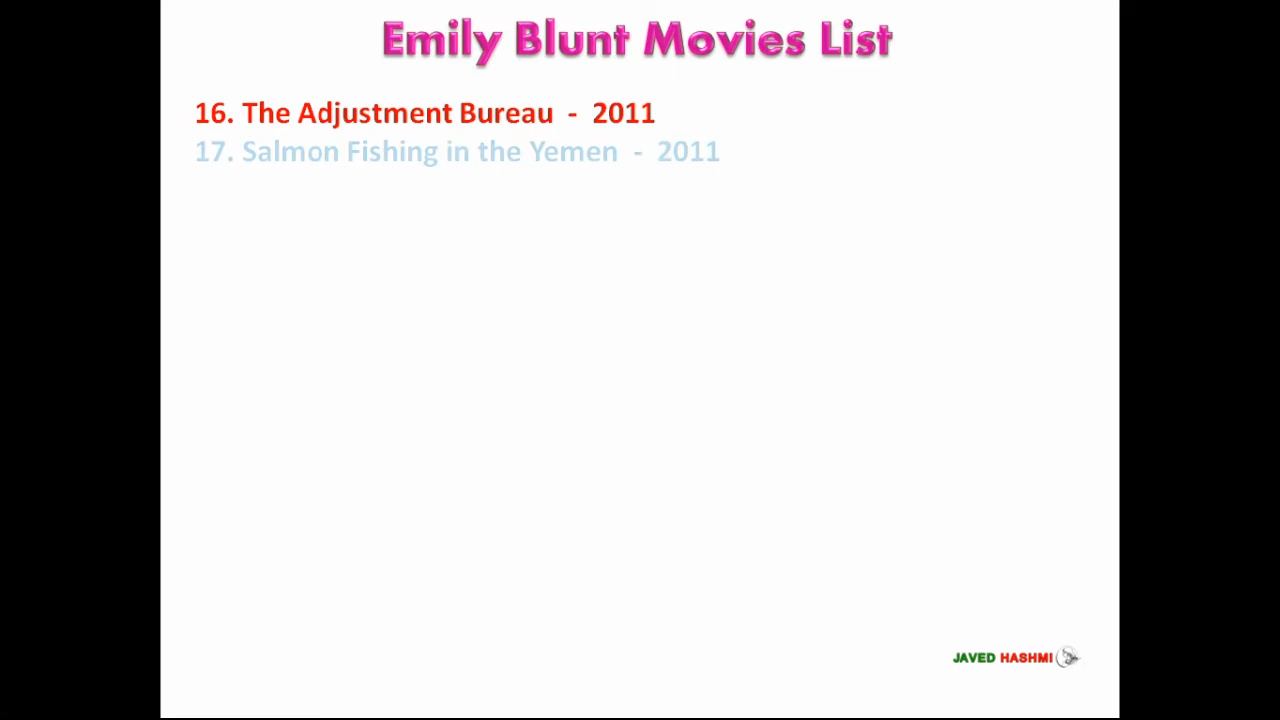 Emily Blunt Movies List
16. The Adjustment Bureau - 2011
17. Salmon Fishing in the Yemen - 2011
JAVED HASHMI